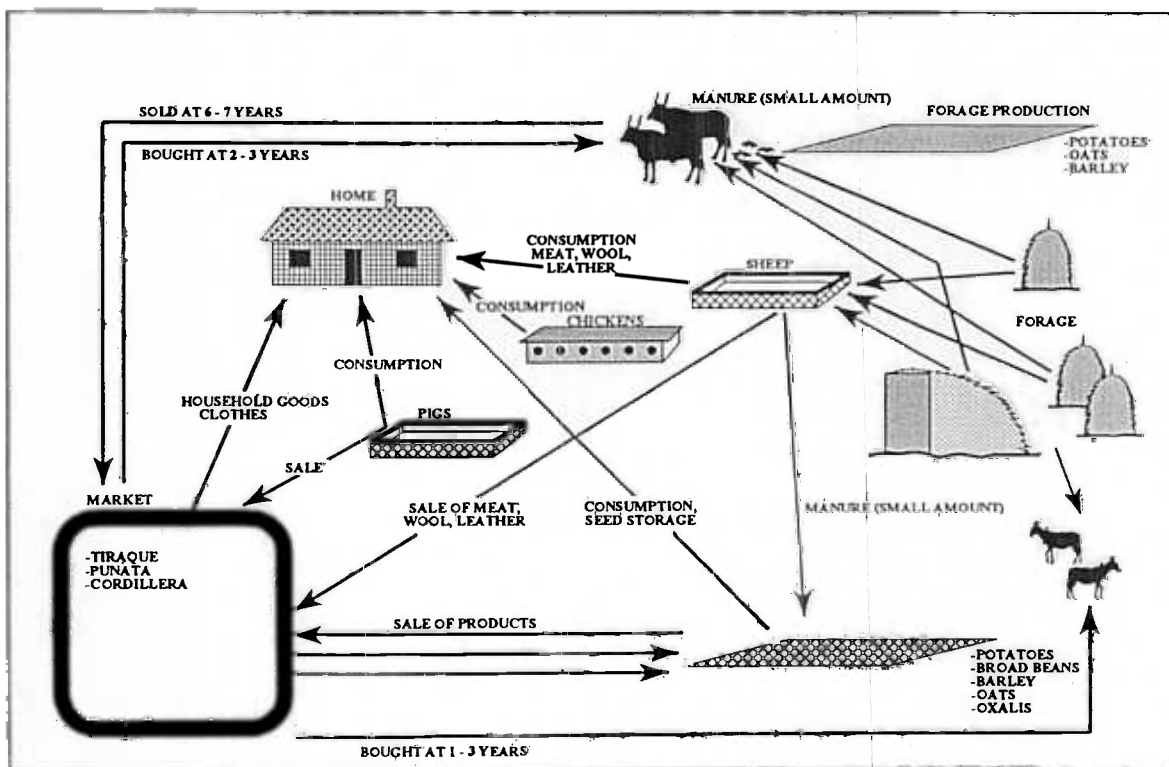 MANURE (SMALL AMOUNT)
FORAGE PRODUCTION
SOLD AT 6 - 7 YEARS
BOUGHT AT 2 - 3 YEARS
-POTATOES
-OATS
-BARLEY
HOME
CONSUMPTION
MEAT, WOOL,
LEATHER
SHEEP
CONSUMPTION
CHICKENS
FORAGE
CONSUMPTION
HOUSEHOLD GOODS
CLOTHES
PIGS
SALE
MARKET
SALE OF MEAT,
WOOL, LEATHER
CONSUMPTION,
SEED STORAGE
MANURE (SMALL AMOUNT)
-TIRAQUE
-PUNATA
-CORDILLERA
SALE OF PRODUCTS
-POTATOES
-BROAD BEANS
-BARLEY
-OATS
-OXALIS
BOUGHT AT 1 - 3 YEARS